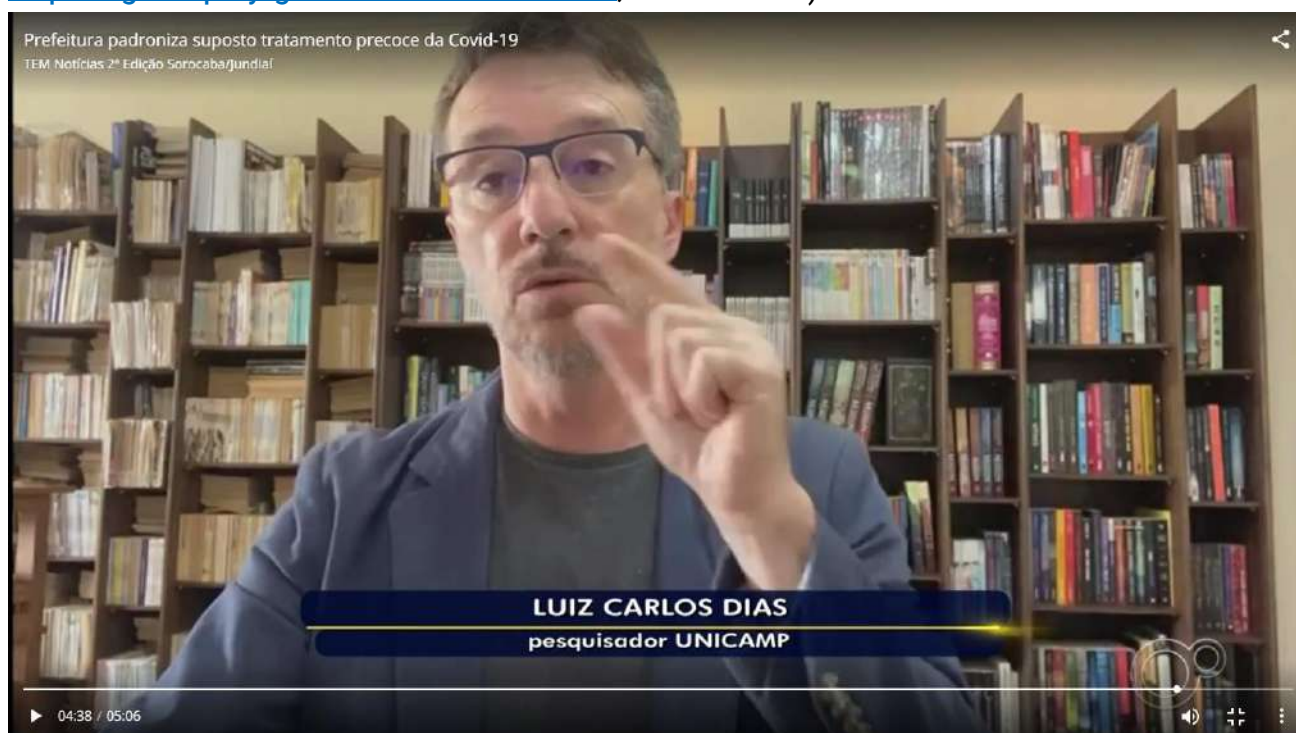 Prefeitura padroniza suposto tratamento precoce da Covid-19
TEM Notícias 2ª Edição Sorocaba/Jundiaí
LUIZ CARLOS DIAS
pesquisador UNICAMP
04:38 / 05:06